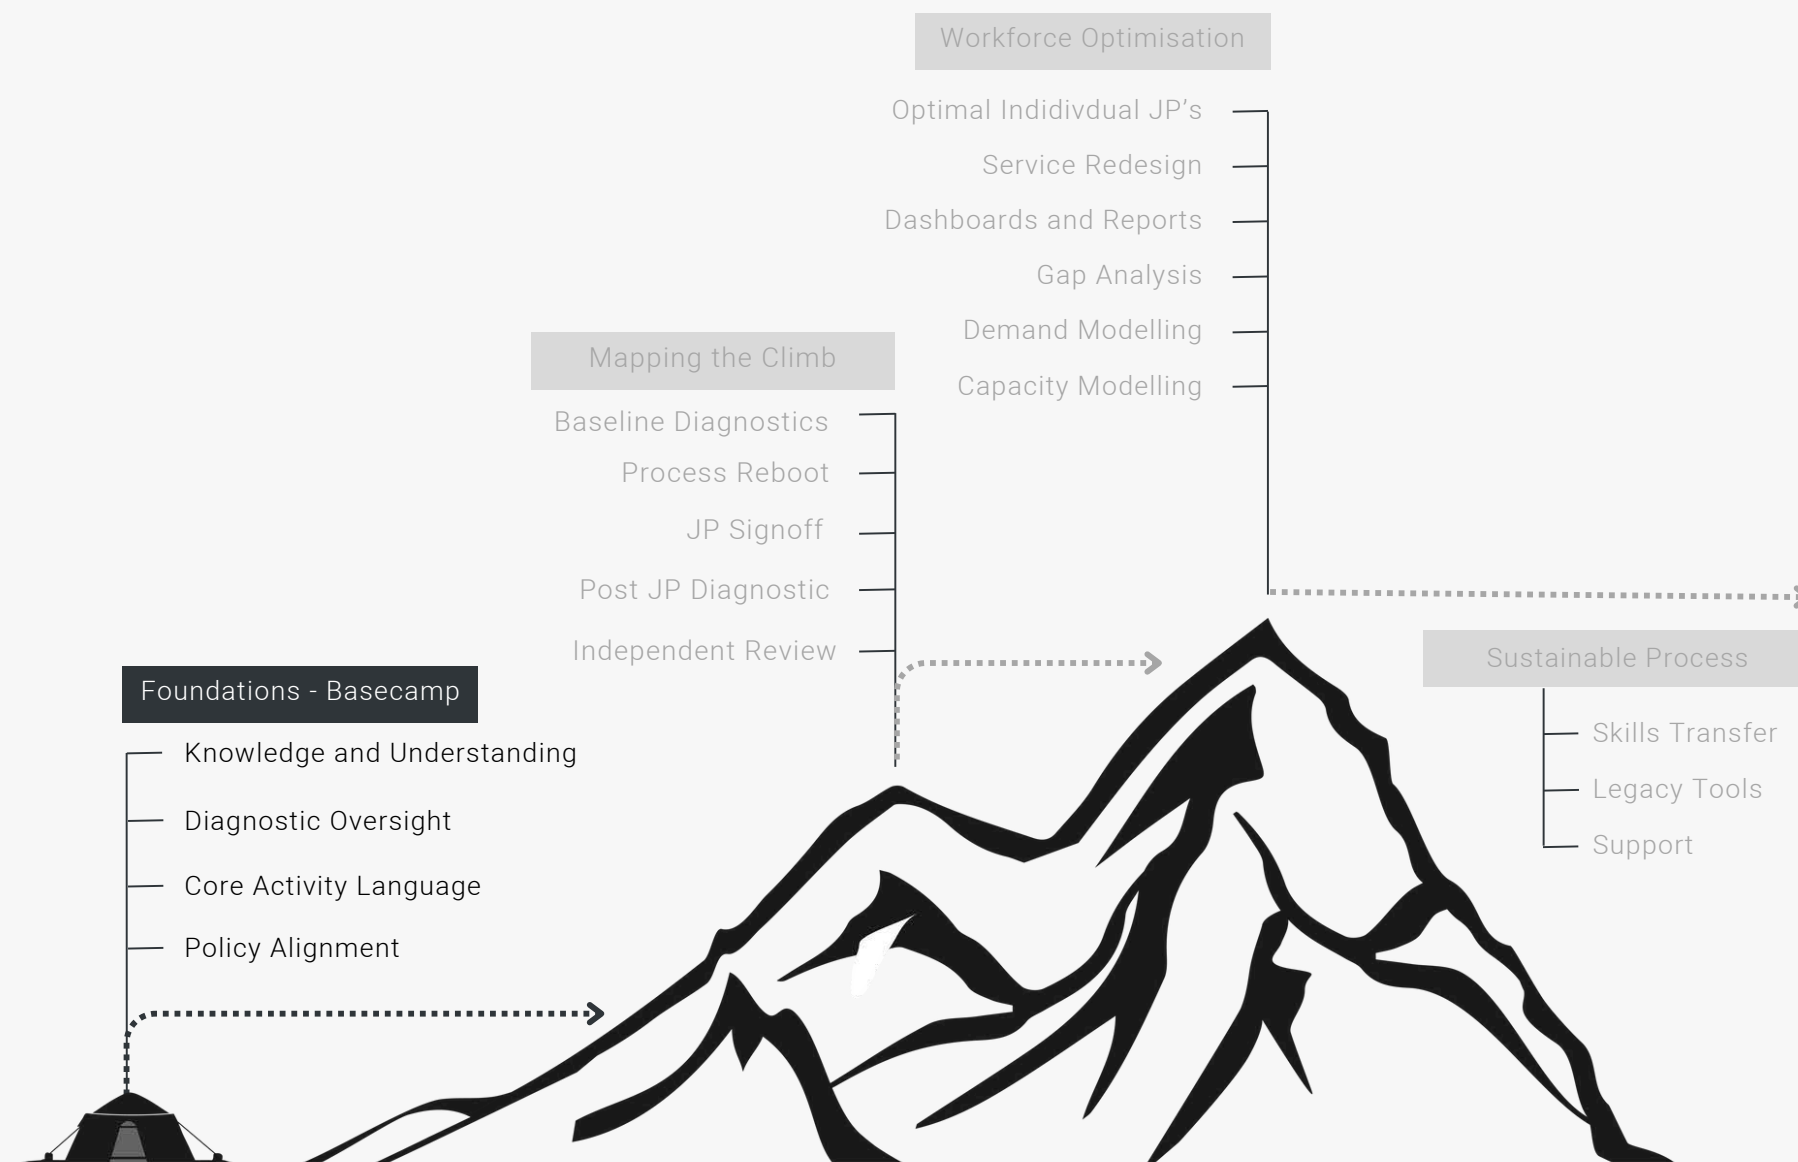 Workforce Optimisation
Optimal Indidivdual JP’s
Service Redesign
Dashboards and Reports
Gap Analysis
Demand Modelling
Capacity Modelling
Mapping the Climb
Baseline Diagnostics
Process Reboot
JP Signoff
Post JP Diagnostic
Independent Review
Foundations - Basecamp
Knowledge and Understanding
Diagnostic Oversight
Core Activity Language
Policy Alignment
Sustainable Process
Skills Transfer
Legacy Tools
Support